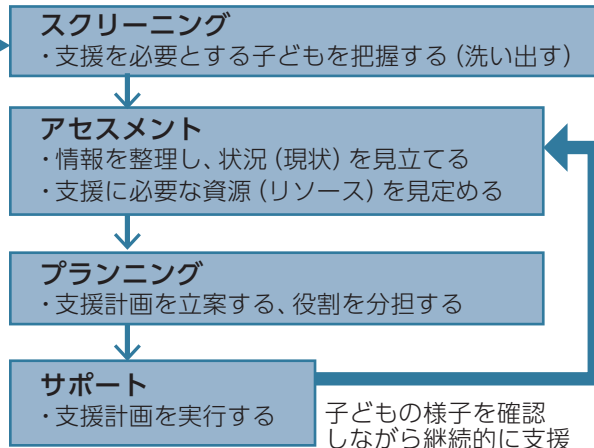 スクリーニング
・支援を必要とする子どもを把握する（洗い出す）
アセスメント
・情報を整理し、状況（現状）を見立てる
・支援に必要な資源（リソース）を見定める
プランニング
・支援計画を立案する、役割を分担する
サポート
・支援計画を実行する
子どもの様子を確認
しながら継続的に支援